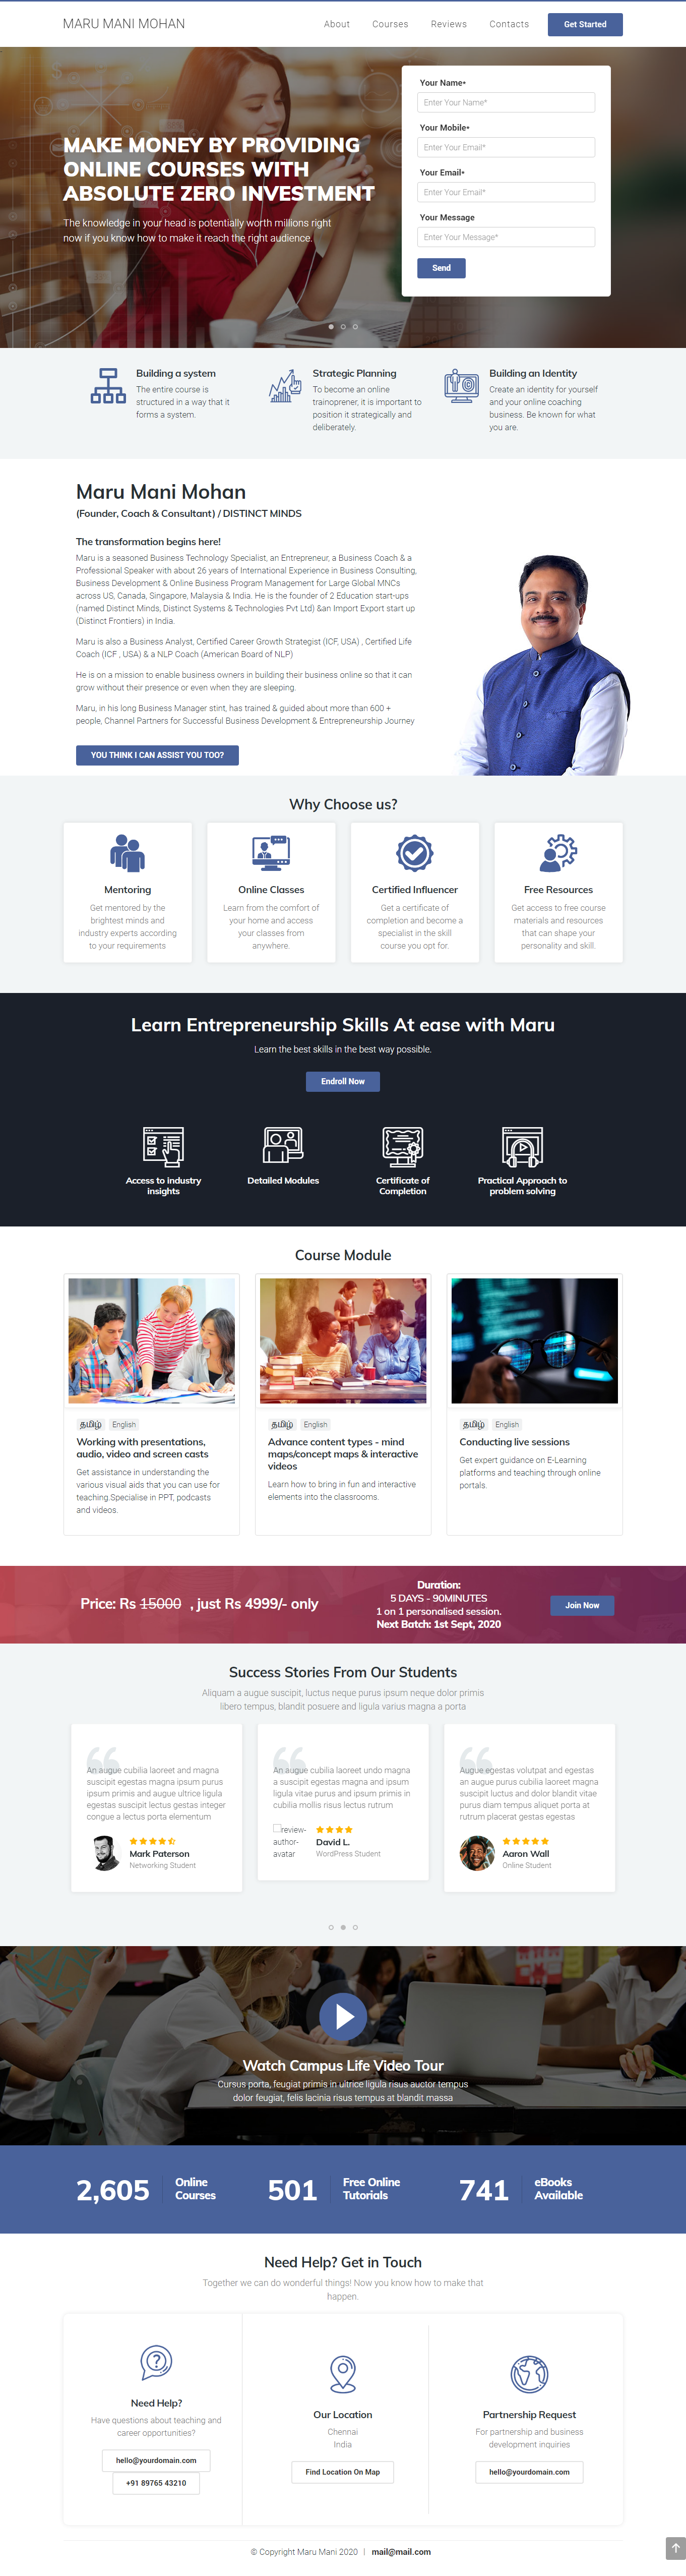 MARU MANI MOHAN
About
Courses
Reviews
Contacts
Get Started
MAKE MONEY BY PROVIDING
ONLINE COURSES WITH
ABSOLUTE ZERO INVESTMENT
The knowledge in your head is potentially worth millions right
now if you know how to make it reach the right audience.
Your Name*
Enter Your Name*
Your Mobile*
Enter Your Email*
Your Email*
Enter Your Email*
Your Message
Enter Your Message*
Send
Building a system
The entire course is
structured in a way that it
forms a system.
Strategic Planning
To become an online
trainoprener, it is important to
position it strategically and
deliberately.
Building an Identity
Create an identity for yourself
and your online coaching
business. Be known for what
you are.
Maru Mani Mohan
(Founder, Coach & Consultant) / DISTINCT MINDS
The transformation begins here!
Maru is a seasoned Business Technology Specialist, an Entrepreneur, a Business Coach & a
Professional Speaker with about 26 years of International Experience in Business Consulting,
Business Development & Online Business Program Management for Large Global MNCs
across US, Canada, Singapore, Malaysia & India. He is the founder of 2 Education start-ups
(named Distinct Minds, Distinct Systems & Technologies Pvt Ltd) &an Import Export start up
(Distinct Frontiers) in India.
Maru is also a Business Analyst, Certified Career Growth Strategist (ICF, USA) , Certified Life
Coach (ICF , USA) & a NLP Coach (American Board of NLP)
He is on a mission to enable business owners in building their business online so that it can
grow without their presence or even when they are sleeping.
Maru, in his long Business Manager stint, has trained & guided about more than 600 +
people, Channel Partners for Successful Business Development & Entrepreneurship Journey
YOU THINK I CAN ASSIST YOU TOO?
Why Choose us?
Mentoring
Get mentored by the
brightest minds and
industry experts according
to your requirements
Online Classes
Learn from the comfort of
your home and access
your classes from
anywhere.
Certified Influencer
Get a certificate of
completion and become a
specialist in the skill
course you opt for.
Free Resources
Get access to free course
materials and resources
that can shape your
personality and skill.
Learn Entrepreneurship Skills At ease with Maru
Learn the best skills in the best way possible.
Endroll Now
Access to industry
insights
Detailed Modules
Certificate of
Completion
Practical Approach to
problem solving
Course Module
தமிழ் English
Working with presentations,
audio, video and screen casts
Get assistance in understanding the
various visual aids that you can use for
teaching.Specialise in PPT, podcasts
and videos.
தமிழ் English
Advance content types - mind
maps/concept maps & interactive
videos
Learn how to bring in fun and interactive
elements into the classrooms.
தமிழ் English
Conducting live sessions
Get expert guidance on E-Learning
platforms and teaching through online
portals.
Price: Rs 15000 , just Rs 4999/- only
Duration:
5 DAYS - 90MINUTES
1 on 1 personalised session.
Next Batch: 1st Sept, 2020
Join Now
Success Stories From Our Students
Aliquam a augue suscipit, luctus neque purus ipsum neque dolor primis
libero tempus, blandit posuere and ligula varius magna a porta
An augue cubilia laoreet and magna
suscipit egestas magna ipsum purus
ipsum primis and augue ultrice ligula
egestas suscipit lectus gestas integer
congue a lectus porta elementum
Mark Paterson
Networking Student
An augue cubilia laoreet undo magna
a suscipit egestas magna and ipsum
ligula vitae purus and ipsum primis in
cubilia mollis risus lectus rutrum
review-
author-
avatar
David L.
WordPress Student
Augue egestas volutpat and egestas
an augue purus cubilia laoreet magna
suscipit luctus and dolor blandit vitae
purus diam tempus aliquet porta at
rutrum placerat gestas egestas
Aaron Wall
Online Student
Watch Campus Life Video Tour
Cursus porta, feugiat primis in ultrice ligula risus auctor tempus
dolor feugiat, felis lacinia risus tempus at blandit massa
2,605
Online
Courses
501
Free Online
Tutorials
741
eBooks
Available
Need Help? Get in Touch
Together we can do wonderful things! Now you know how to make that
happen.
Need Help?
Have questions about teaching and
career opportunities?
hello@yourdomain.com
+91 89765 43210
Our Location
Chennai
India
Find Location On Map
Partnership Request
For partnership and business
development inquiries
hello@yourdomain.com
© Copyright Maru Mani 2020 | mail@mail.com